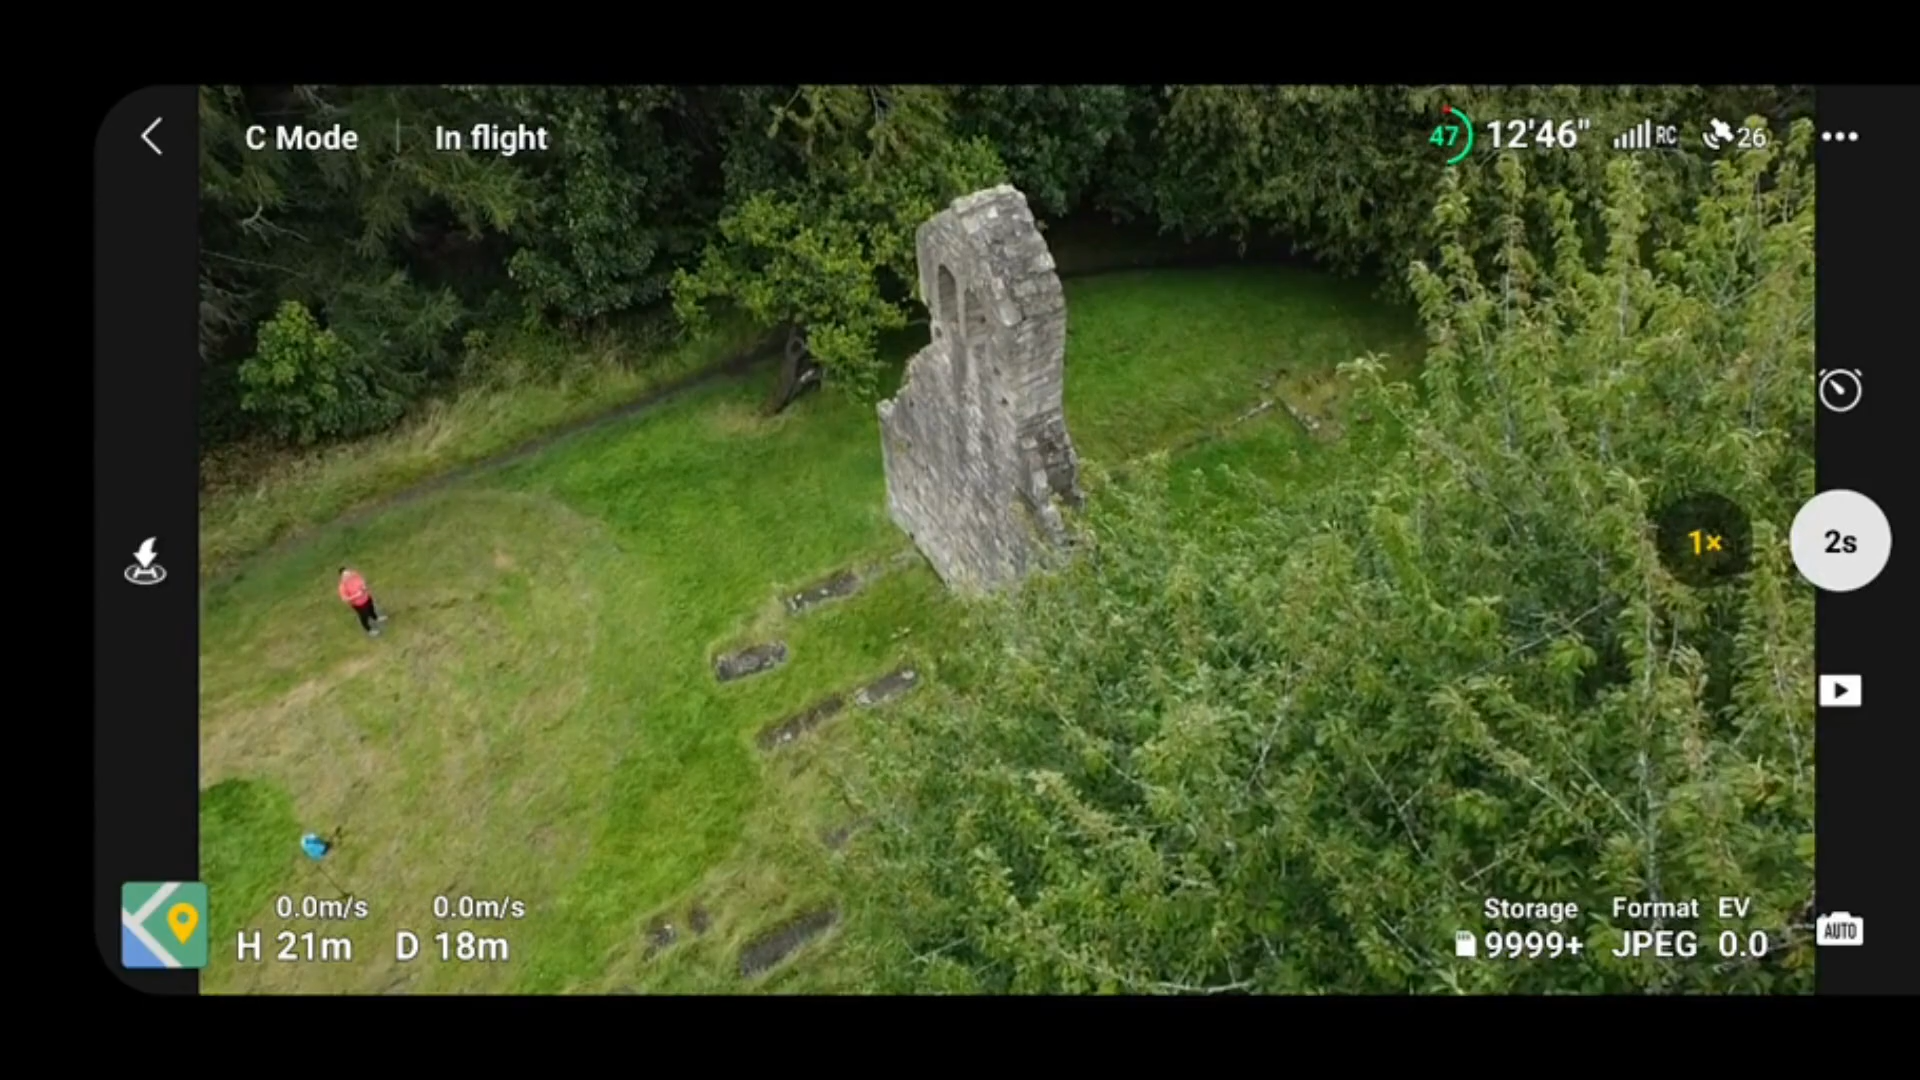 C Mode | In flight
47 12'46" RC 26
1×
2s
0.0m/s 0.0m/s
H 21m D 18m
Storage Format EV
9999+ JPEG 0.0
AUTO